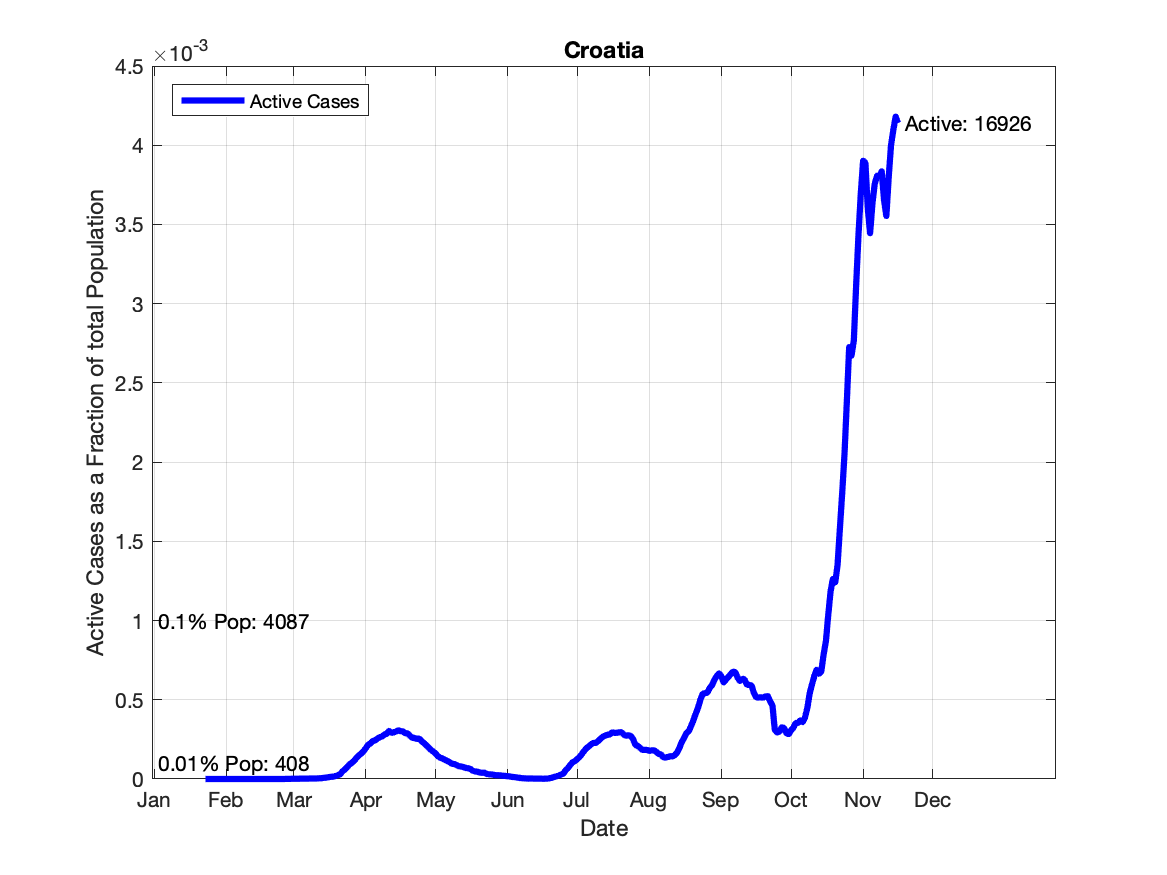 Croatia
×10-3
4.5
4
3.5
3
2.5
2
1.5
1
0.5
0
Active Cases as a Fraction of total Population
Active Cases
Active: 16926
0.1% Pop: 4087
0.01% Pop: 408
Jan Feb Mar Apr May Jun Jul Aug Sep Oct Nov Dec
Date